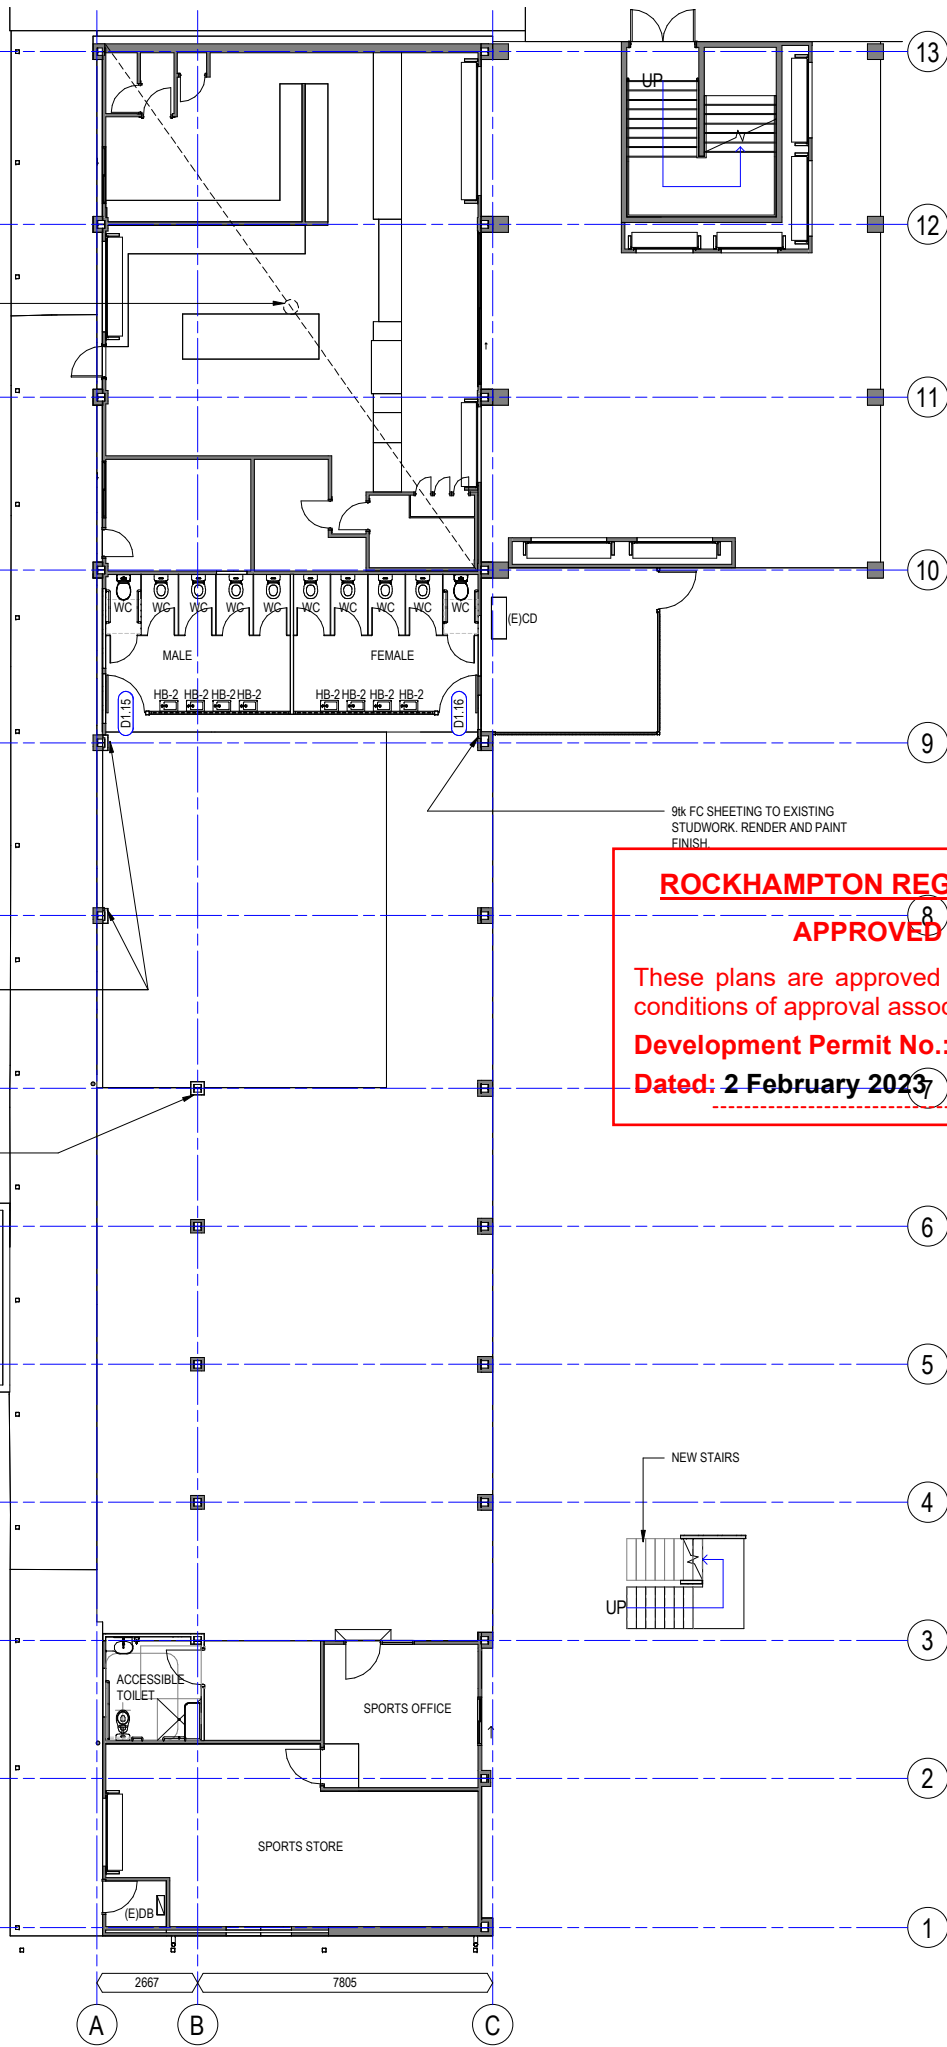 13
UP
12
11
10
WC WC WC WC WC WC WC WC WC WC
(E)CD
MALE
FEMALE
HB-2 HB-2 HB-2 HB-2
HB-2 HB-2 HB-2 HB-2
D1.15
D1.16
9
9tk FC SHEETING TO EXISTING
STUDWORK. RENDER AND PAINT
FINISH.
ROCKHAMPTON REG
8
APPROVED
These plans are approved
conditions of approval assoc
Development Permit No.:
Dated: 2 February 2023
7
6
5
NEW STAIRS
4
UP
3
ACCESSIBLE
TOILET
SPORTS OFFICE
2
SPORTS STORE
(E)DB
1
2667
7805
A
B
C